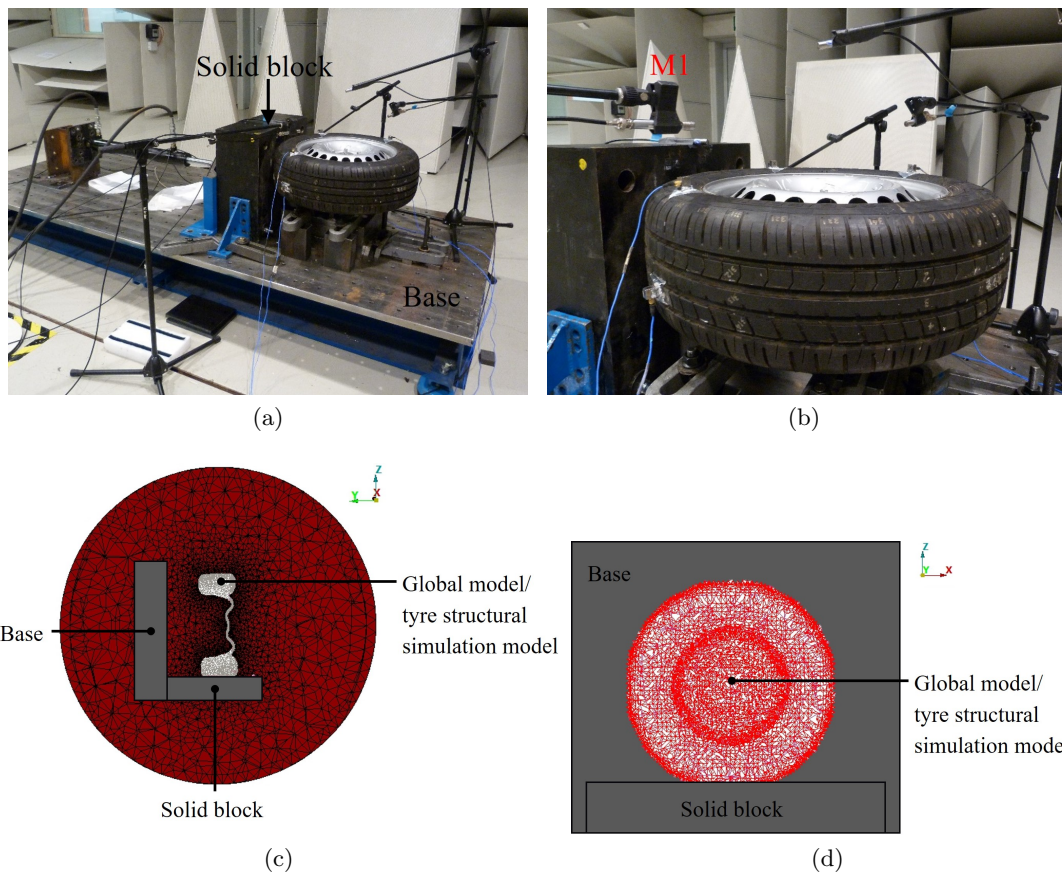 Solid block
Base
M1
(a)
(b)
Z
Y
X
Global model/
tyre structural
simulation model
Base
Solid block
(c)
Z
Y
X
Base
Global model/
tyre structural
simulation mode
Solid block
(d)